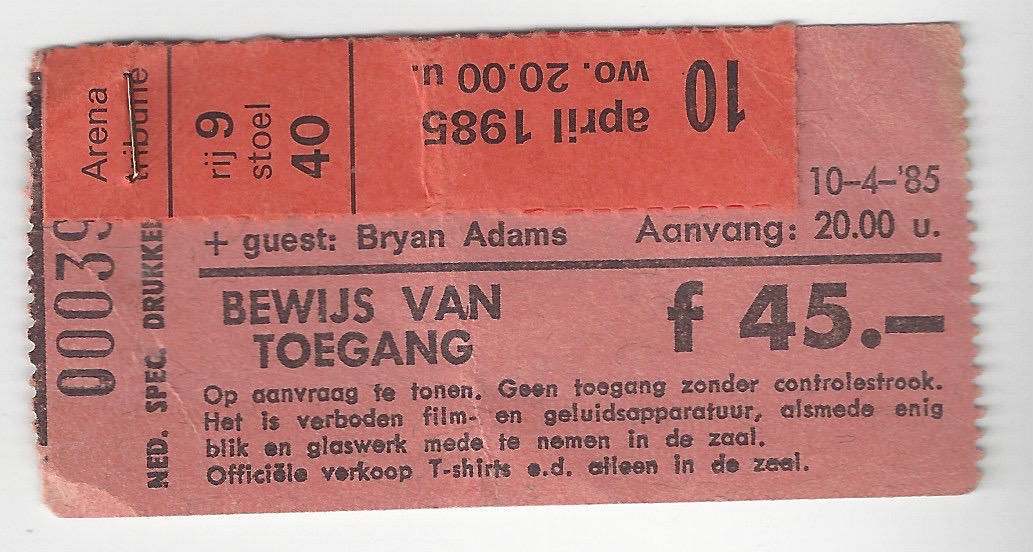 Arena
tribune
rij 9
stoel
40
10
april 1985
wo. 20.00 u.
10-4-'85
+ guest: Bryan Adams
Aanvang: 20.00 u.
BEWIJS VAN
TOEGANG
f 45.—
Op aanvraag te tonen. Geen toegang zonder controlestrook.
Het is verboden film- en geluidsapparatuur, alsmede enig
blik en glaswerk mede te nemen in de zaal.
Officiële verkoop T-shirts e.d. alleen in de zaal.
00039
NED. SPEC. DRUKKE